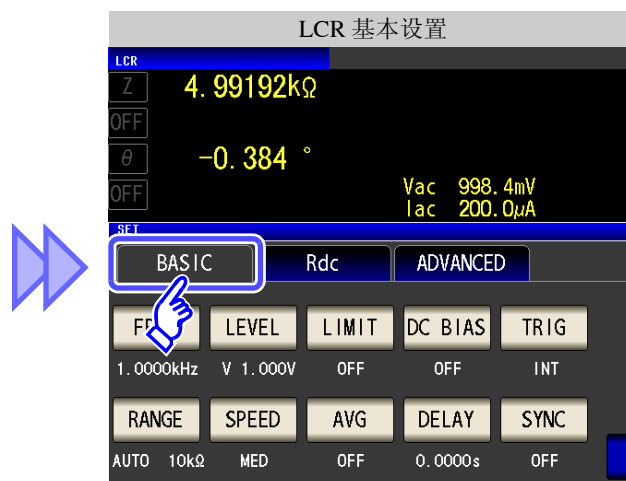 LCR 基本设置
LCR
Z 4.99192kΩ
OFF
θ -0.384 °
OFF
Vac 998.4mV
Iac 200.0μA
SET
BASIC Rdc ADVANCED
LEVEL LIMIT DC BIAS TRIG
1.0000kHz V 1.000V OFF OFF INT
RANGE SPEED AVG DELAY SYNC
AUTO 10kΩ MED OFF 0.0000s OFF